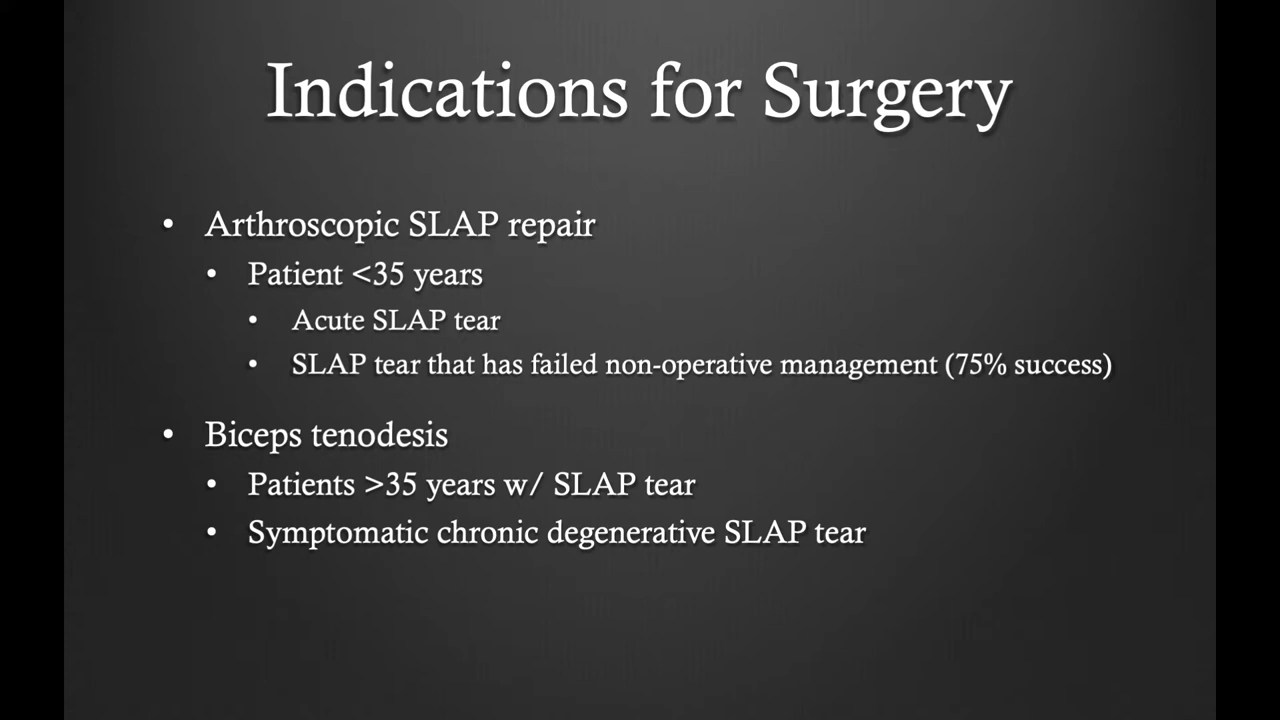 Indications for Surgery
• Arthroscopic SLAP repair
• Patient <35 years
• Acute SLAP tear
• SLAP tear that has failed non-operative management (75% success)
• Biceps tenodesis
• Patients >35 years w/ SLAP tear
• Symptomatic chronic degenerative SLAP tear